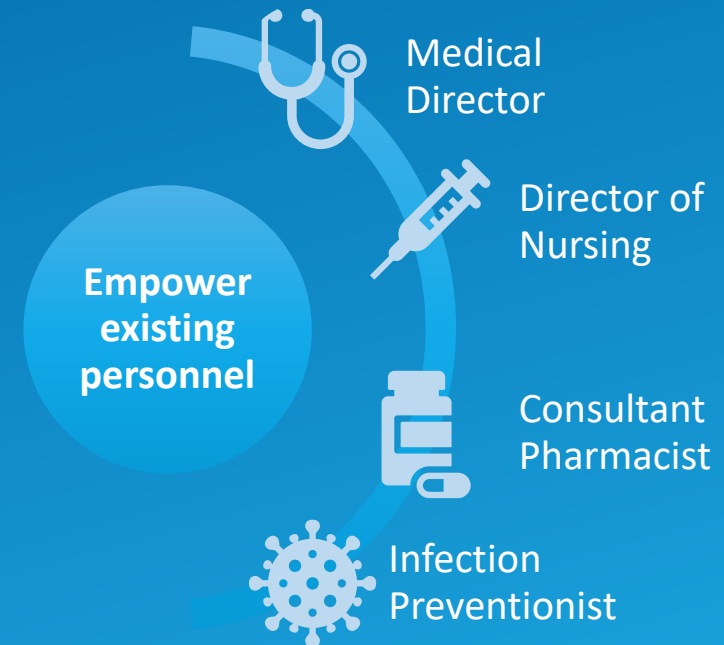 Medical
Director
Director of
Nursing
Empower
existing
personnel
Consultant
Pharmacist
Infection
Preventionist